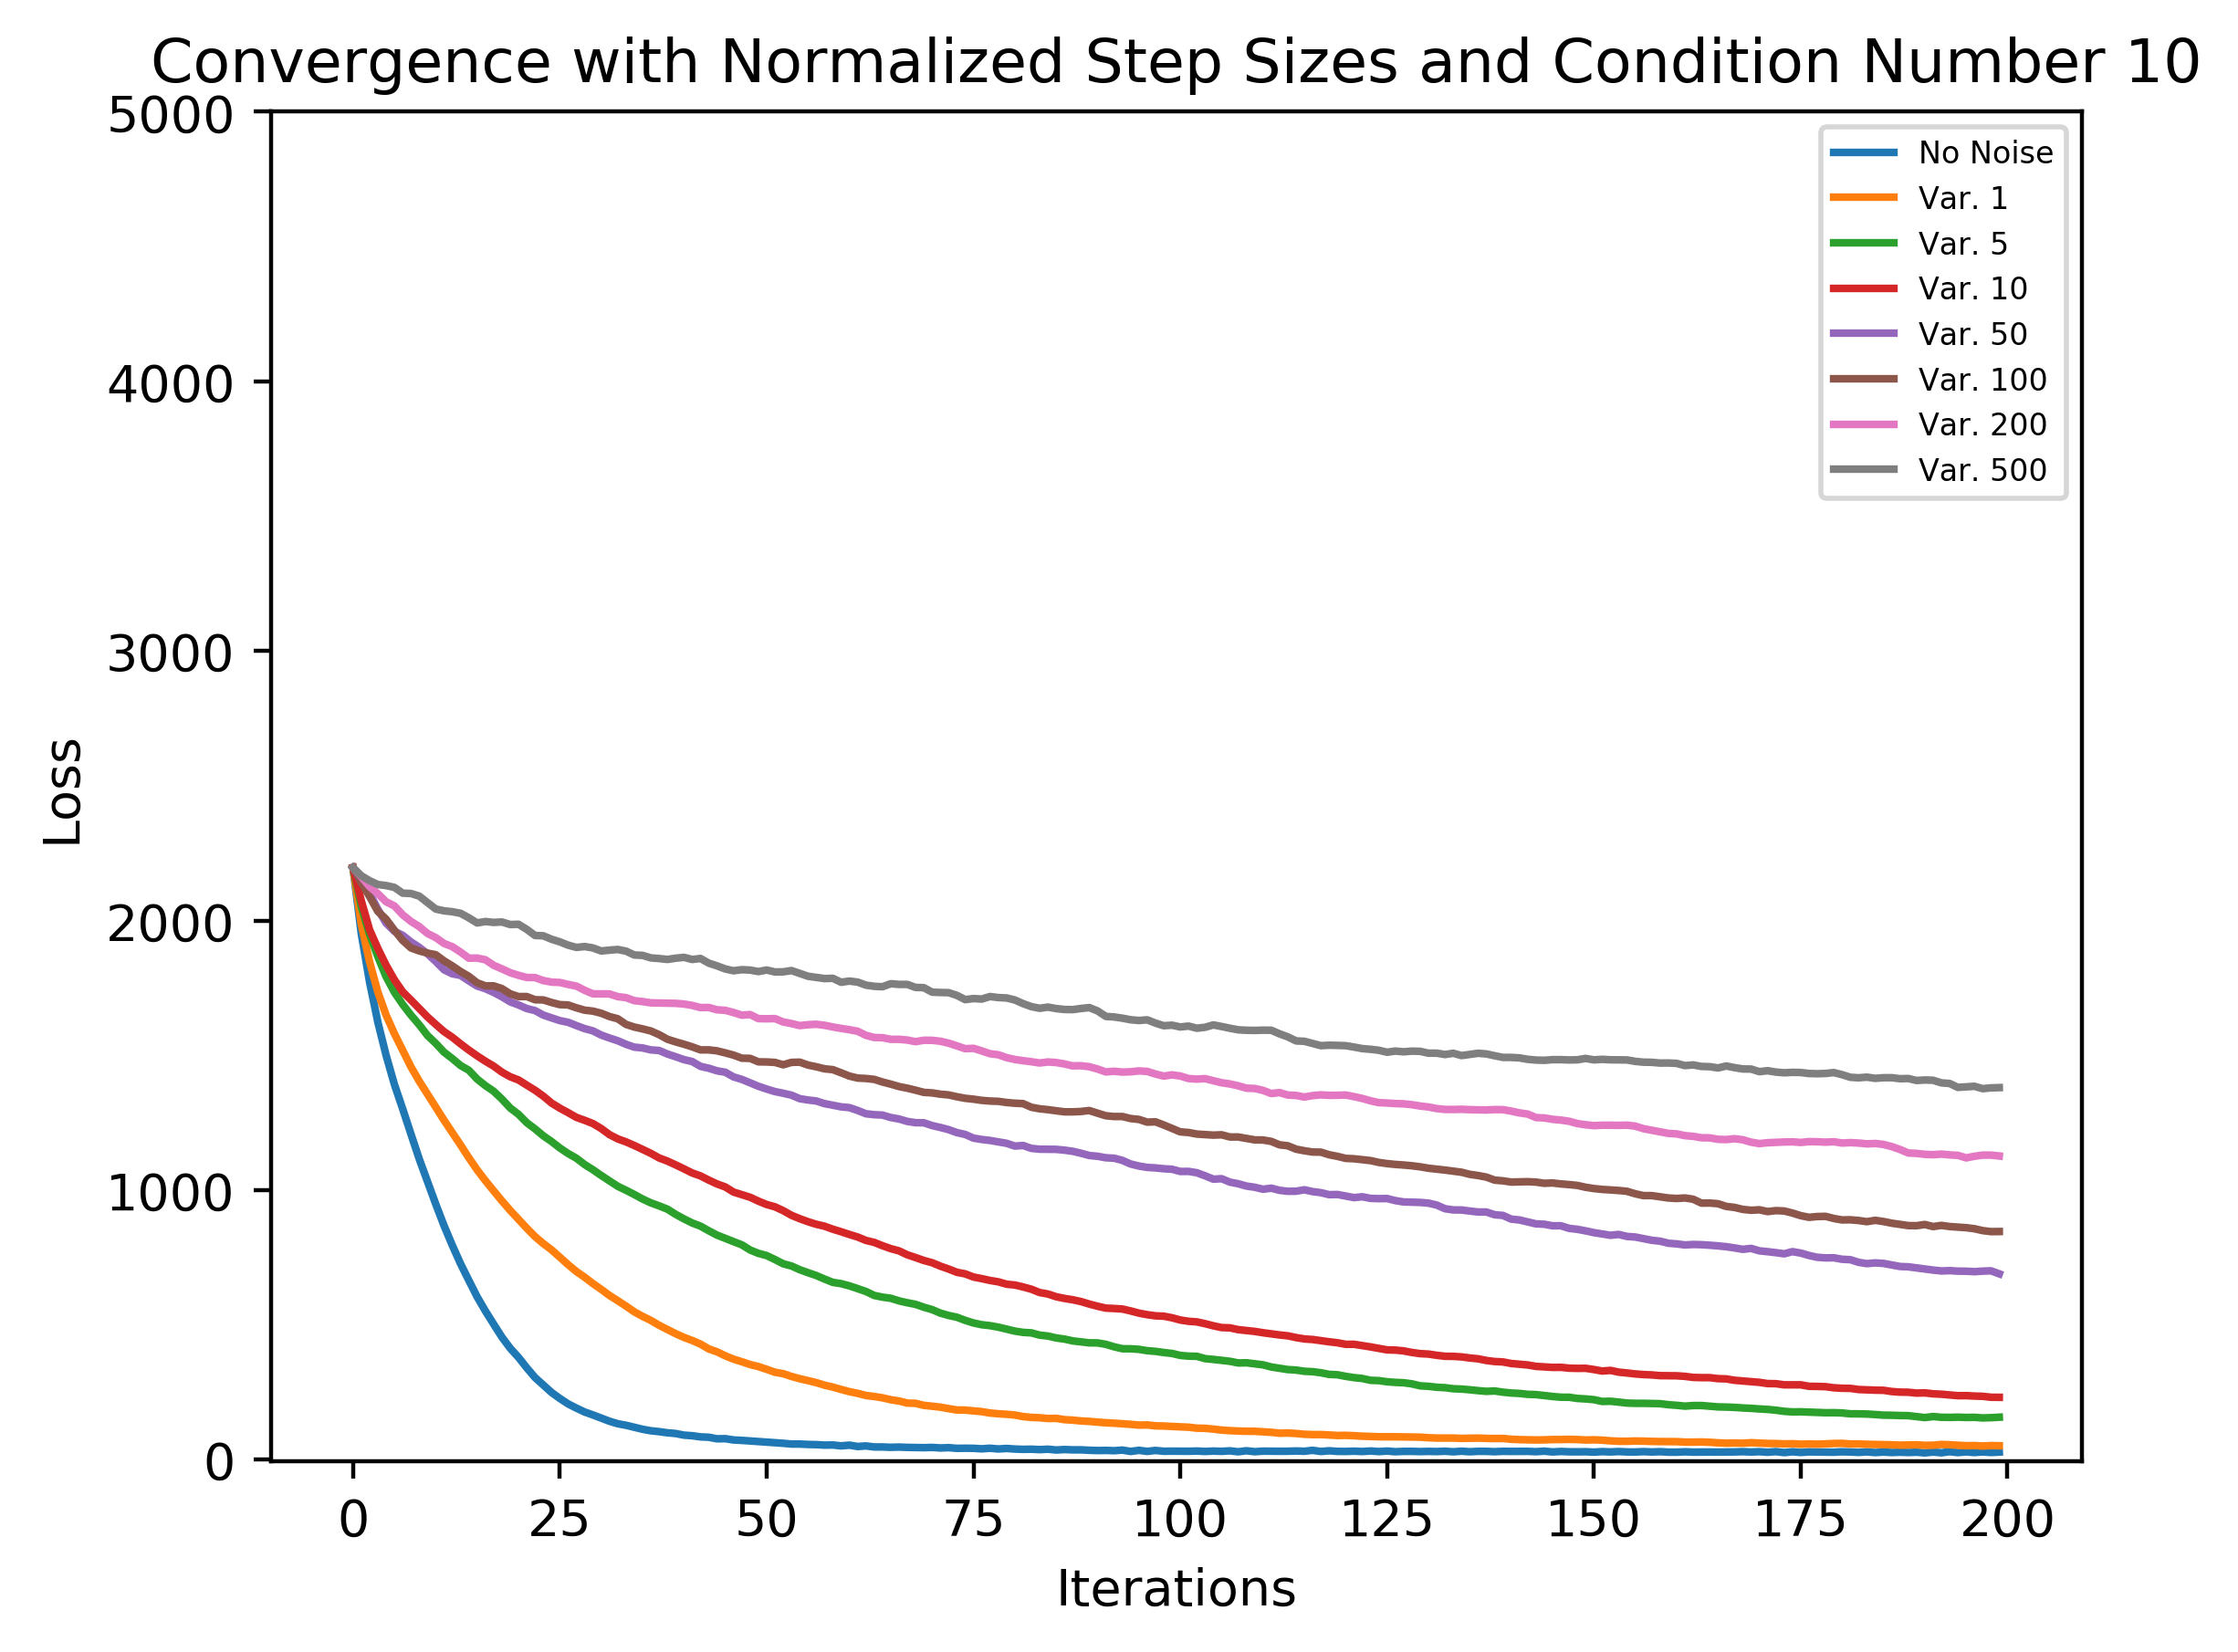 Convergence with Normalized Step Sizes and Condition Number 10
5000
4000
3000
2000
1000
0
Loss
No Noise
Var. 1
Var. 5
Var. 10
Var. 50
Var. 100
Var. 200
Var. 500
0 25 50 75 100 125 150 175 200
Iterations